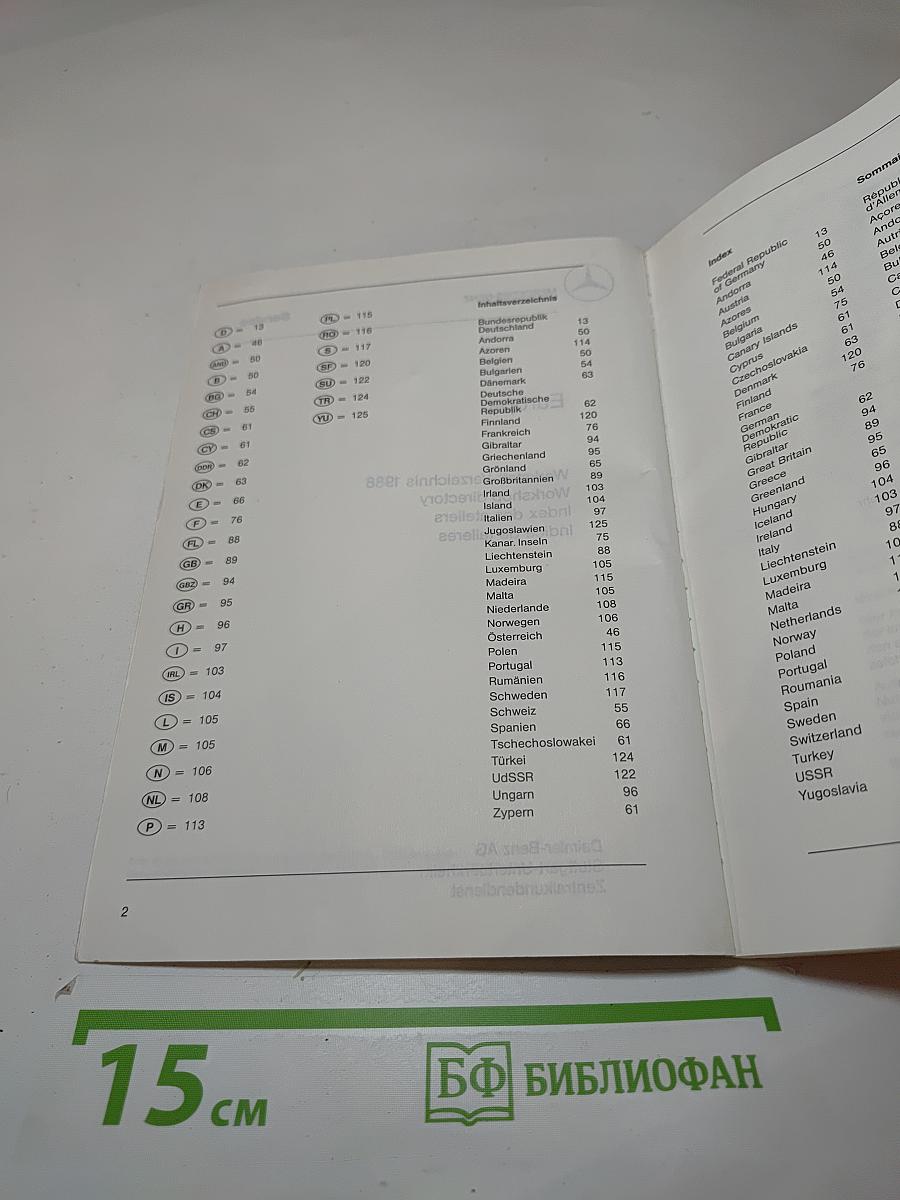 D = 13
A = 46
AND = 50
B = 50
BG = 54
CH = 55
CS = 61
CY = 61
DDR = 62
DK = 63
E = 66
F = 76
FL = 88
GB = 89
GBZ = 94
GR = 95
H = 96
I = 97
IRL = 103
IS = 104
L = 105
M = 105
N = 106
NL = 108
P = 113
PL = 115
RO = 116
S = 117
SF = 120
SU = 122
TR = 124
YU = 125
Inhaltsverzeichnis
Bundesrepublik
Deutschland 13
Andorra 50
Azoren 114
Belgien 50
Bulgarien 54
Dänemark 63
Deutsche
Demokratische
Republik 62
Finnland 120
Frankreich 76
Gibraltar 94
Griechenland 95
Grönland 65
Großbritannien 89
Irland 103
Island 104
Italien 97
Jugoslawien 125
Kanar. Inseln 75
Liechtenstein 88
Luxemburg 105
Madeira 115
Malta 105
Niederlande 108
Norwegen 106
Österreich 46
Polen 115
Portugal 113
Rumänien 116
Schweden 117
Schweiz 55
Spanien 66
Tschechoslowakei 61
Türkei 124
UdSSR 122
Ungarn 96
Zypern 61
2
Index
Federal Republic
of Germany 13
Andorra 50
Austria 46
Azores 114
Belgium 50
Bulgaria 54
Canary Islands 75
Cyprus 61
Czechoslovakia 61
Denmark 63
Finland 120
France 76
German
Demokratic
Republic 62
Gibraltar 94
Great Britain 89
Greece 95
Greenland 65
Hungary 96
Iceland 104
Ireland 103
Italy 97
Liechtenstein
Luxemburg
Madeira
Malta
Netherlands
Norway
Poland
Portugal
Roumania
Spain
Sweden
Switzerland
Turkey
USSR
Yugoslavia
15 см
БФ БИБЛИОФАН